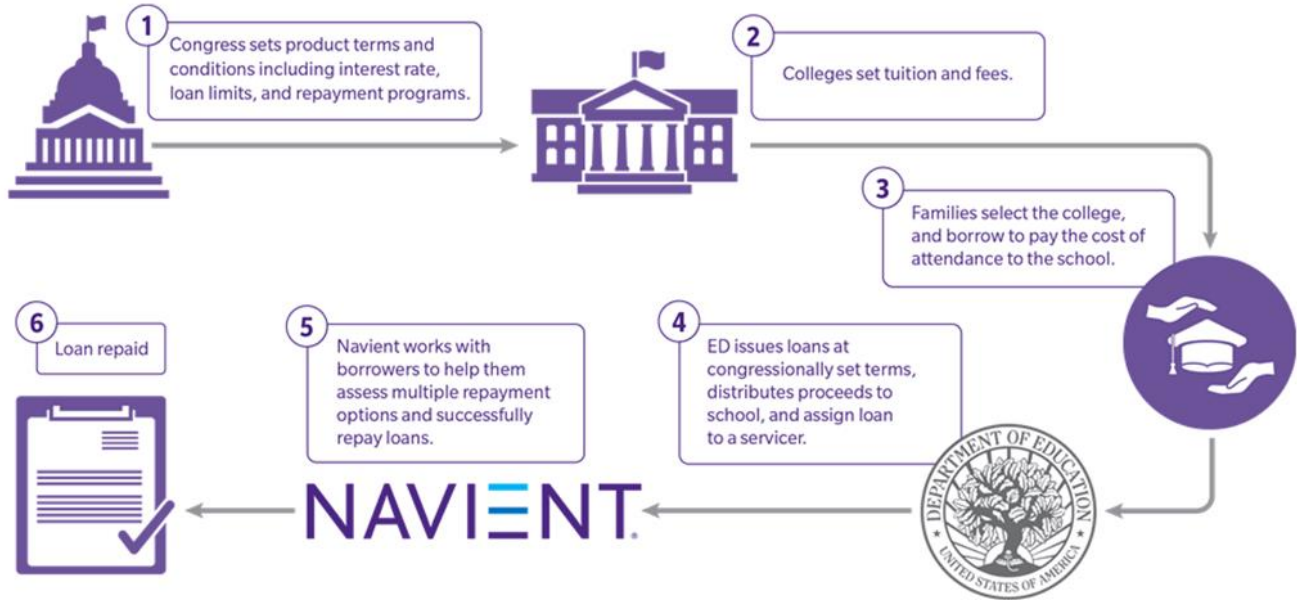 1
Congress sets product terms and
conditions including interest rate,
loan limits, and repayment programs.
2
Colleges set tuition and fees.
3
Families select the college,
and borrow to pay the cost of
attendance to the school.
4
ED issues loans at
congressionally set terms,
distributes proceeds to
school, and assign loan
to a servicer.
DEPARTMENT OF EDUCATION
UNITED STATES OF AMERICA
5
Navient works with
borrowers to help them
assess multiple repayment
options and successfully
repay loans.
NAVIENT.
6
Loan repaid